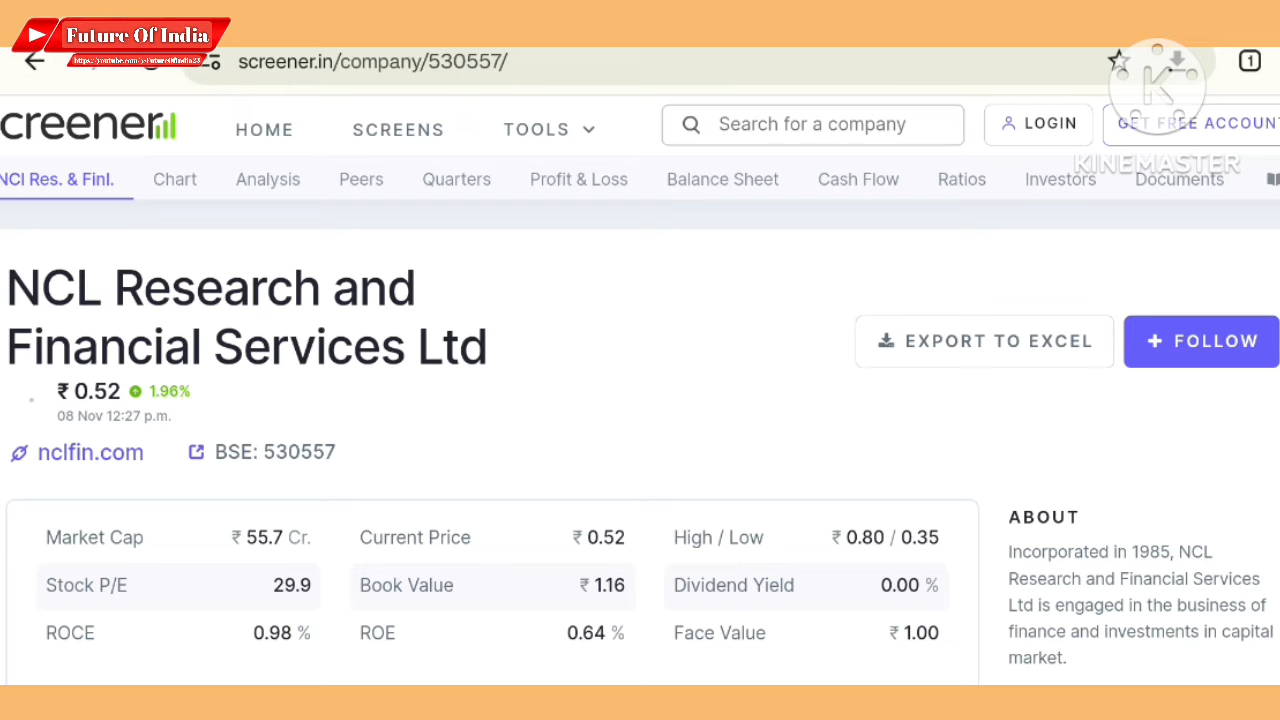 Future Of India
screener.in/company/530557/
1
creener
HOME
SCREENS
TOOLS
Search for a company
LOGIN
GET FREE ACCOUNT
K
KINEMASTER
NCl Res. & Finl.
Chart
Analysis
Peers
Quarters
Profit & Loss
Balance Sheet
Cash Flow
Ratios
Investors
Documents
NCL Research and
Financial Services Ltd
₹ 0.52 1.96%
08 Nov 12:27 p.m.
EXPORT TO EXCEL
+ FOLLOW
nclfin.com
BSE: 530557
Market Cap ₹ 55.7 Cr.
Current Price ₹ 0.52
High / Low ₹ 0.80 / 0.35
Stock P/E 29.9
Book Value ₹ 1.16
Dividend Yield 0.00 %
ROCE 0.98 %
ROE 0.64 %
Face Value ₹ 1.00
ABOUT
Incorporated in 1985, NCL
Research and Financial Services
Ltd is engaged in the business of
finance and investments in capital
market.